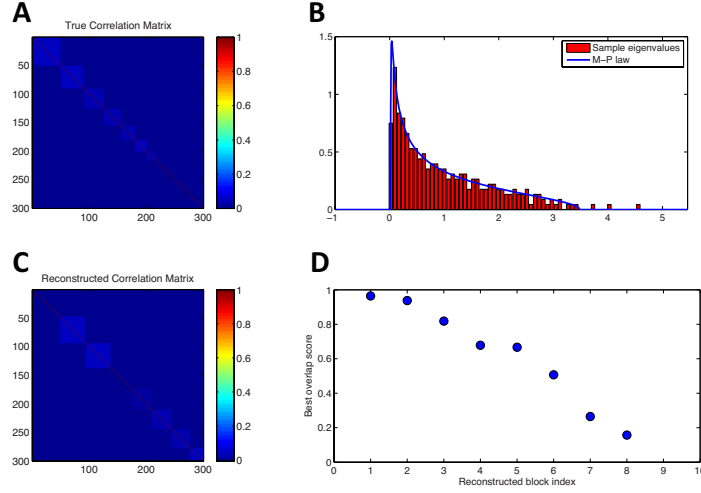 A
True Correlation Matrix
50
100
150
200
250
300
100 200 300
1
0.8
0.6
0.4
0.2
0
B
1.5
1
0.5
0
−1 0 1 2 3 4 5
Sample eigenvalues
M−P law
C
Reconstructed Correlation Matrix
50
100
150
200
250
300
100 200 300
1
0.8
0.6
0.4
0.2
0
D
Best overlap score
1
0.8
0.6
0.4
0.2
0
0 1 2 3 4 5 6 7 8 9 10
Reconstructed block index